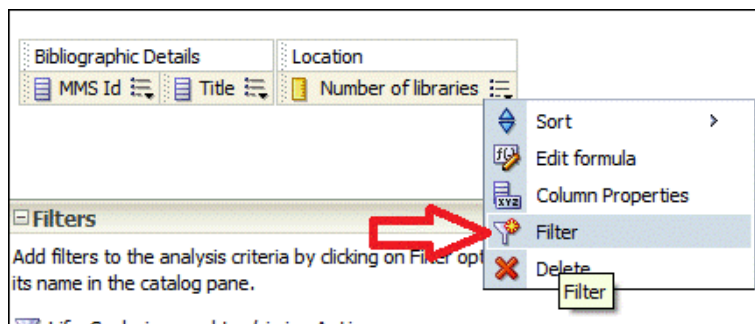 Bibliographic Details Location
MMS Id Title Number of libraries
Sort
Edit formula
XYZ Column Properties
Filters
Filter
Add filters to the analysis criteria by clicking on Filter opt
Delete
its name in the catalog pane.
Filter